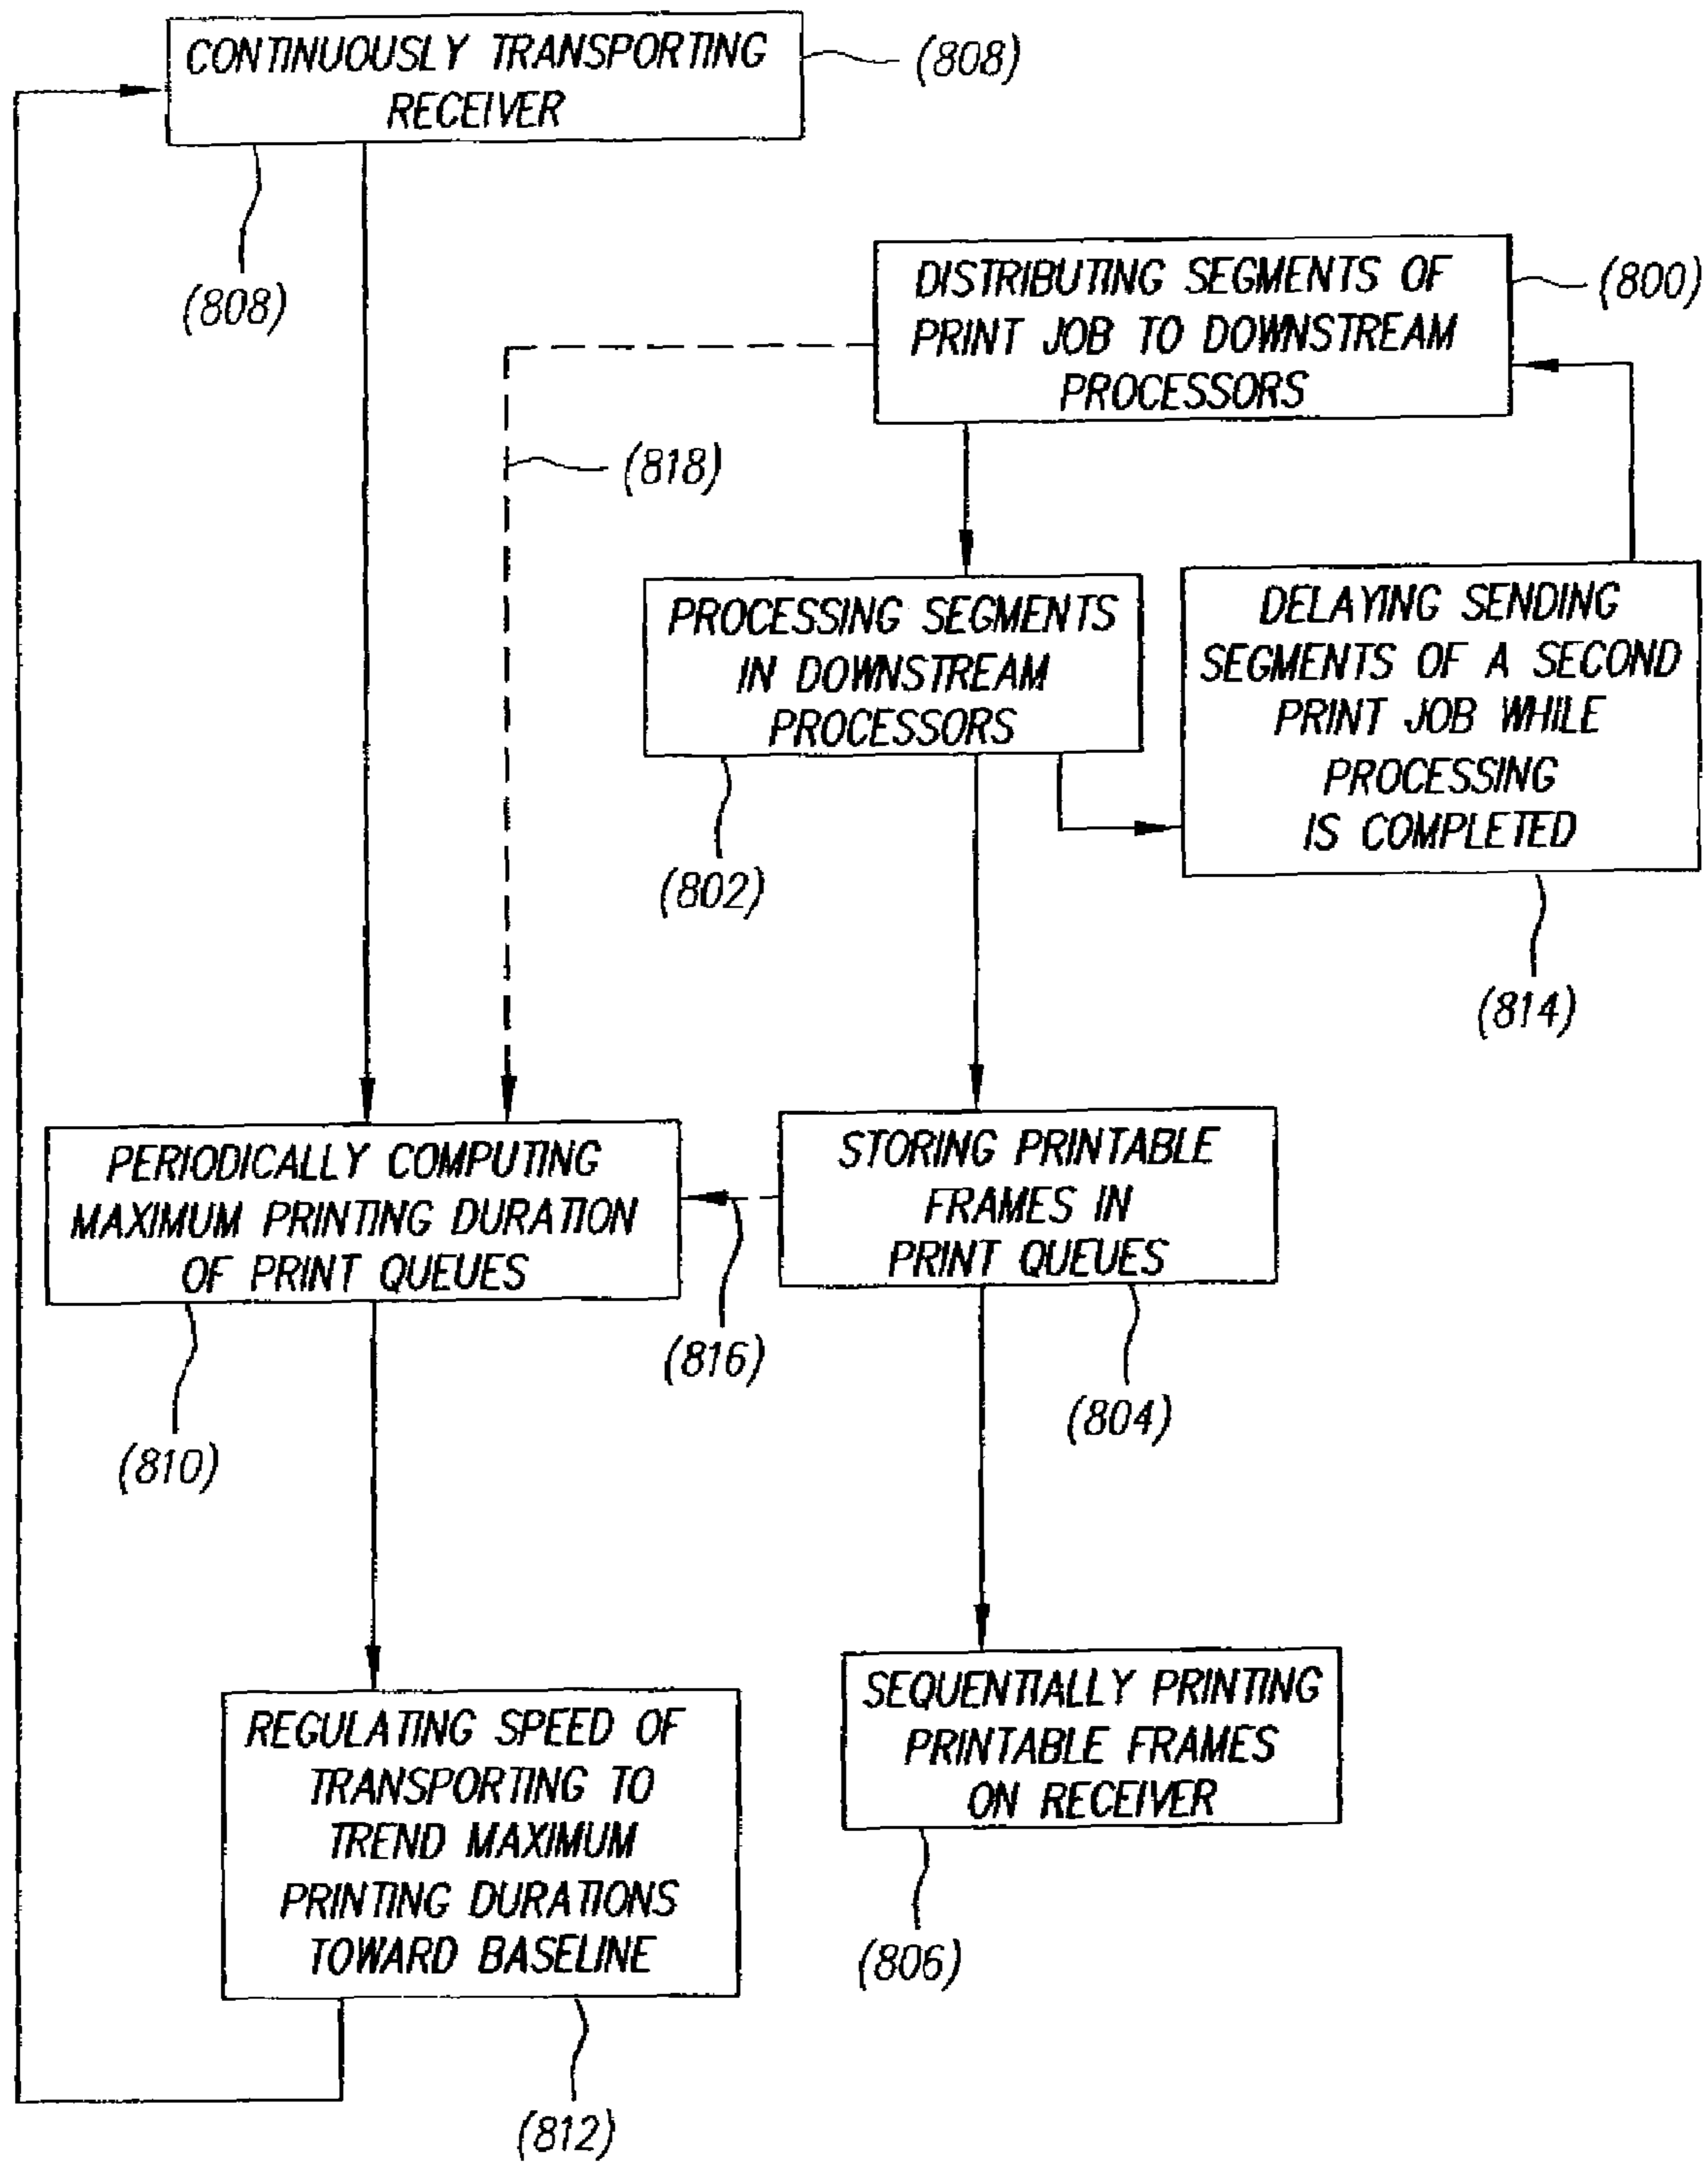 CONTINUOUSLY TRANSPORTING
RECEIVER
(808)
(808)
DISTRIBUTING SEGMENTS OF
PRINT JOB TO DOWNSTREAM
PROCESSORS
(800)
(818)
PROCESSING SEGMENTS
IN DOWNSTREAM
PROCESSORS
(802)
DELAYING SENDING
SEGMENTS OF A SECOND
PRINT JOB WHILE
PROCESSING
IS COMPLETED
(814)
PERIODICALLY COMPUTING
MAXIMUM PRINTING DURATION
OF PRINT QUEUES
(810)
(816)
STORING PRINTABLE
FRAMES IN
PRINT QUEUES
(804)
REGULATING SPEED OF
TRANSPORTING TO
TREND MAXIMUM
PRINTING DURATIONS
TOWARD BASELINE
(812)
SEQUENTIALLY PRINTING
PRINTABLE FRAMES
ON RECEIVER
(806)